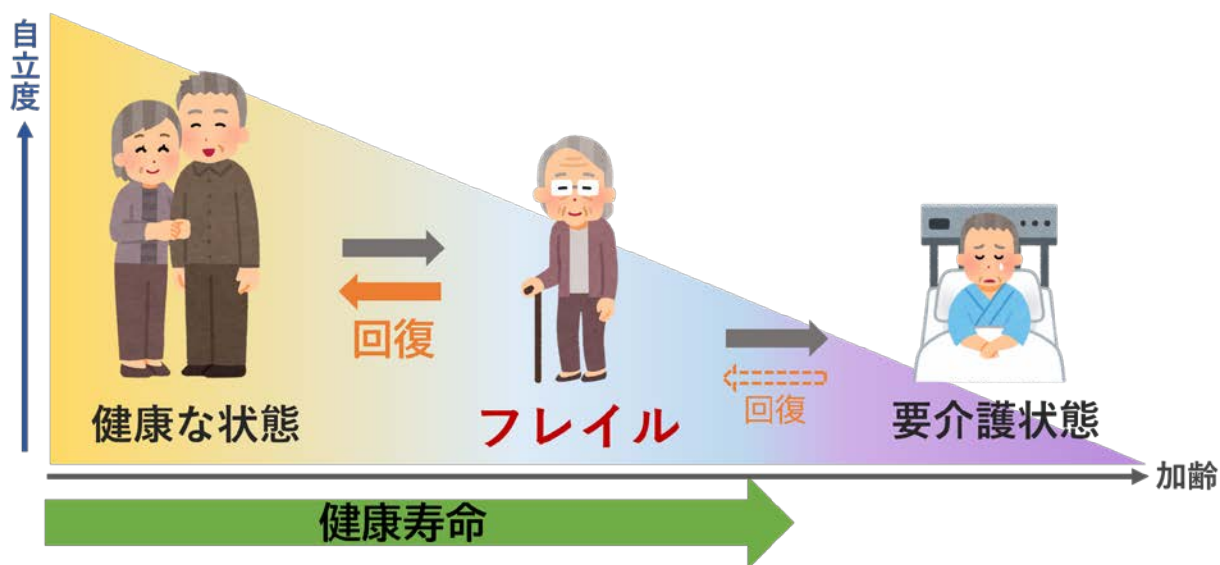 自立度
回復
回復
健康な状態
フレイル
要介護状態
加齢
健康寿命